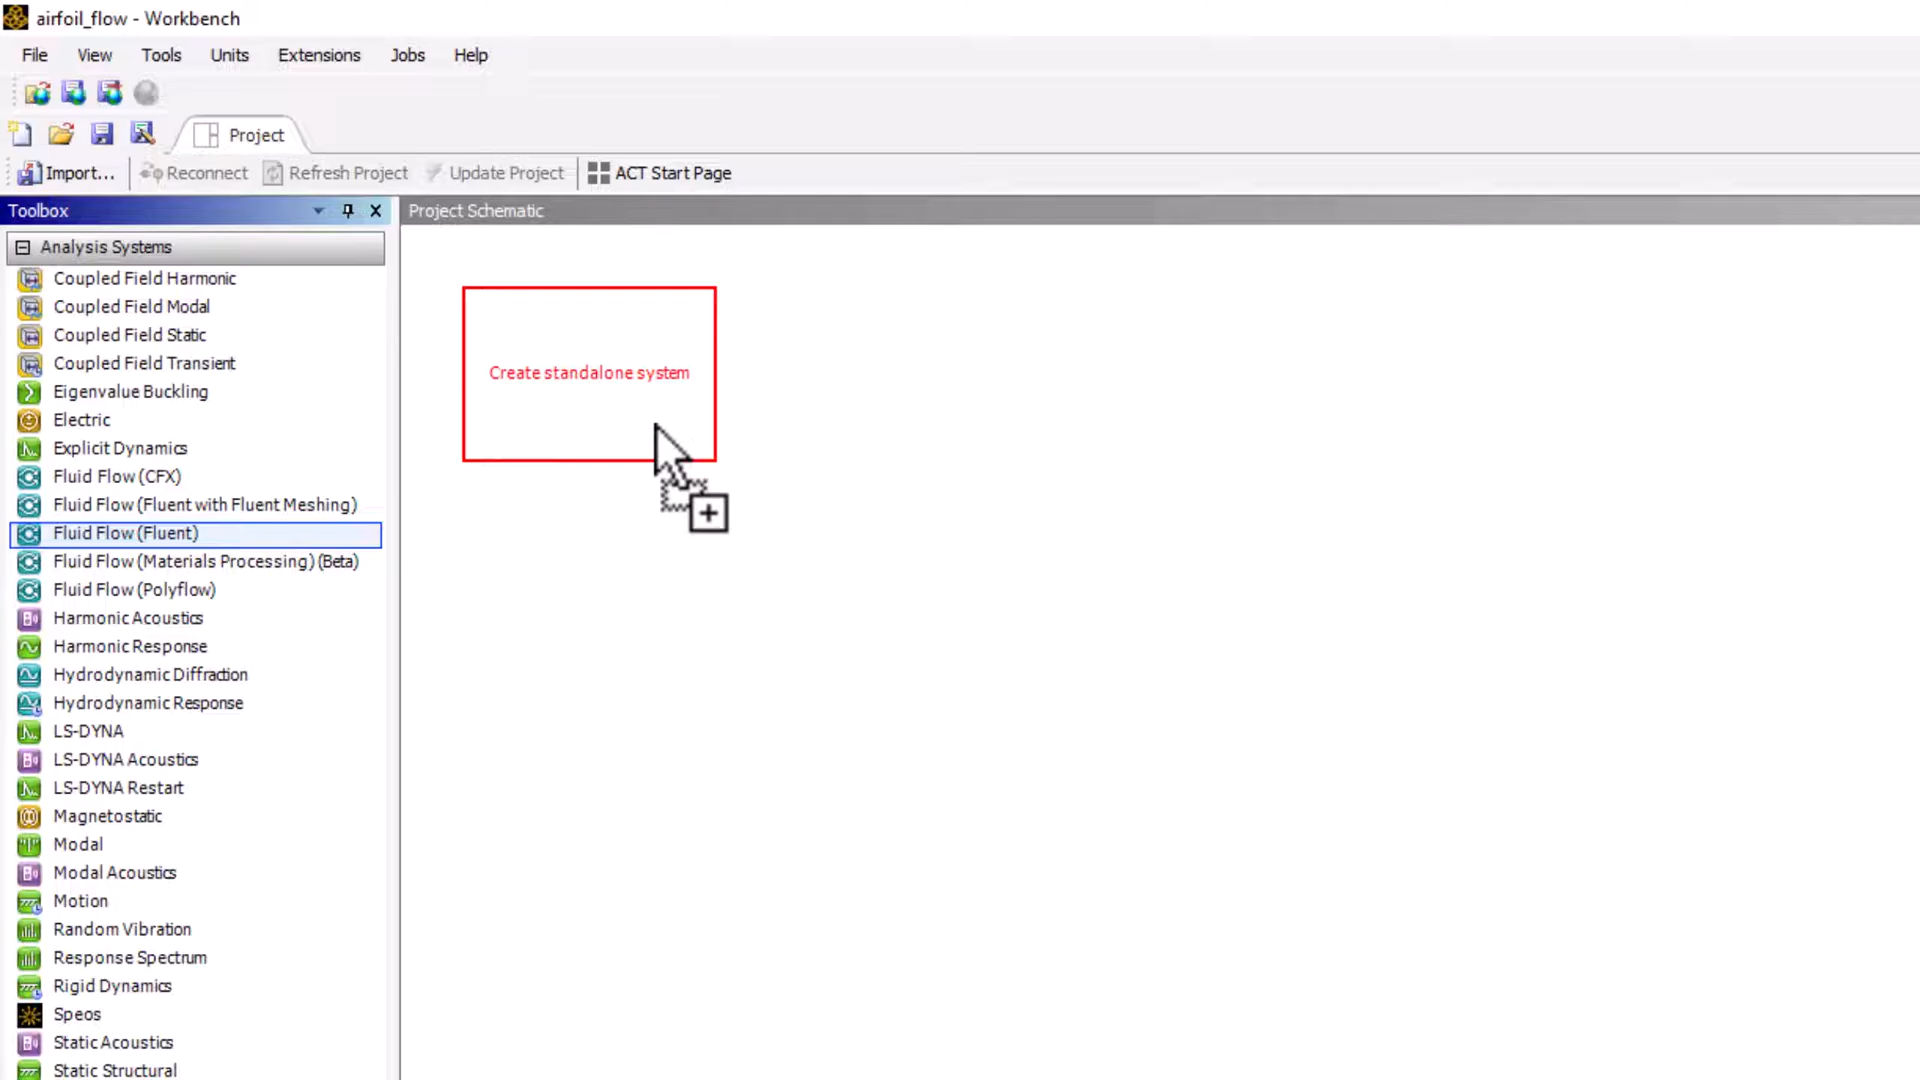 airfoil_flow - Workbench
File View Tools Units Extensions Jobs Help
Project
Import... Reconnect Refresh Project Update Project ACT Start Page
Toolbox
Project Schematic
Analysis Systems
Coupled Field Harmonic
Coupled Field Modal
Coupled Field Static
Coupled Field Transient
Eigenvalue Buckling
Electric
Explicit Dynamics
Fluid Flow (CFX)
Fluid Flow (Fluent with Fluent Meshing)
Fluid Flow (Fluent)
Fluid Flow (Materials Processing) (Beta)
Fluid Flow (Polyflow)
Harmonic Acoustics
Harmonic Response
Hydrodynamic Diffraction
Hydrodynamic Response
LS-DYNA
LS-DYNA Acoustics
LS-DYNA Restart
Magnetostatic
Modal
Modal Acoustics
Motion
Random Vibration
Response Spectrum
Rigid Dynamics
Speos
Static Acoustics
Static Structural
Create standalone system